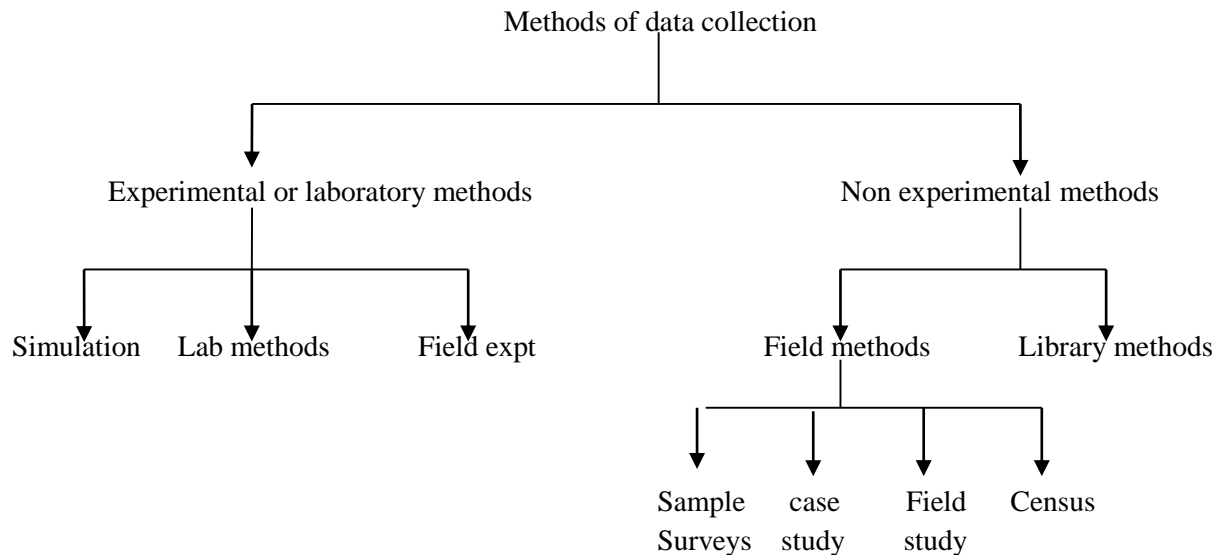 Methods of data collection
Experimental or laboratory methods
Non experimental methods
Simulation
Lab methods
Field expt
Field methods
Library methods
Sample
Surveys
case
study
Field
study
Census